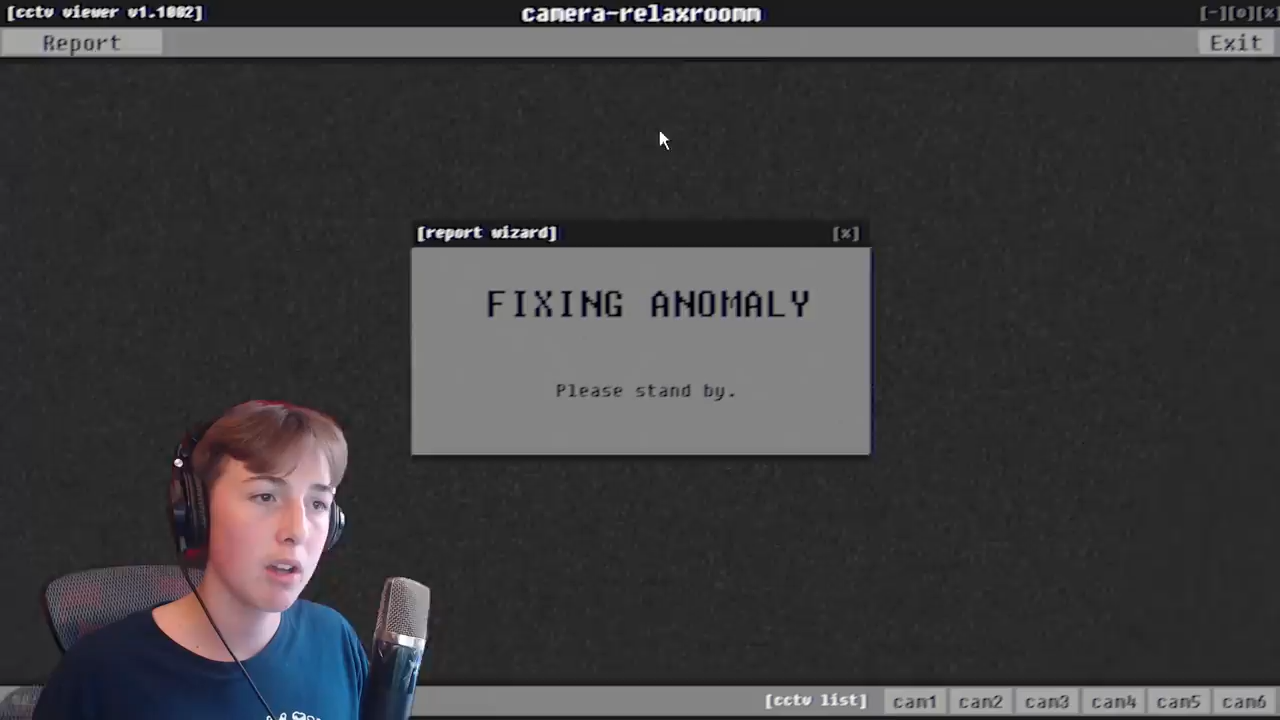 [cctv viewer v1.1002]
camera-relaxroomm
[-][o][x]
Report
Exit
[report wizard]
[x]
FIXING ANOMALY
Please stand by.
[cctv list]
cam1
cam2
cam3
cam4
cam5
cam6